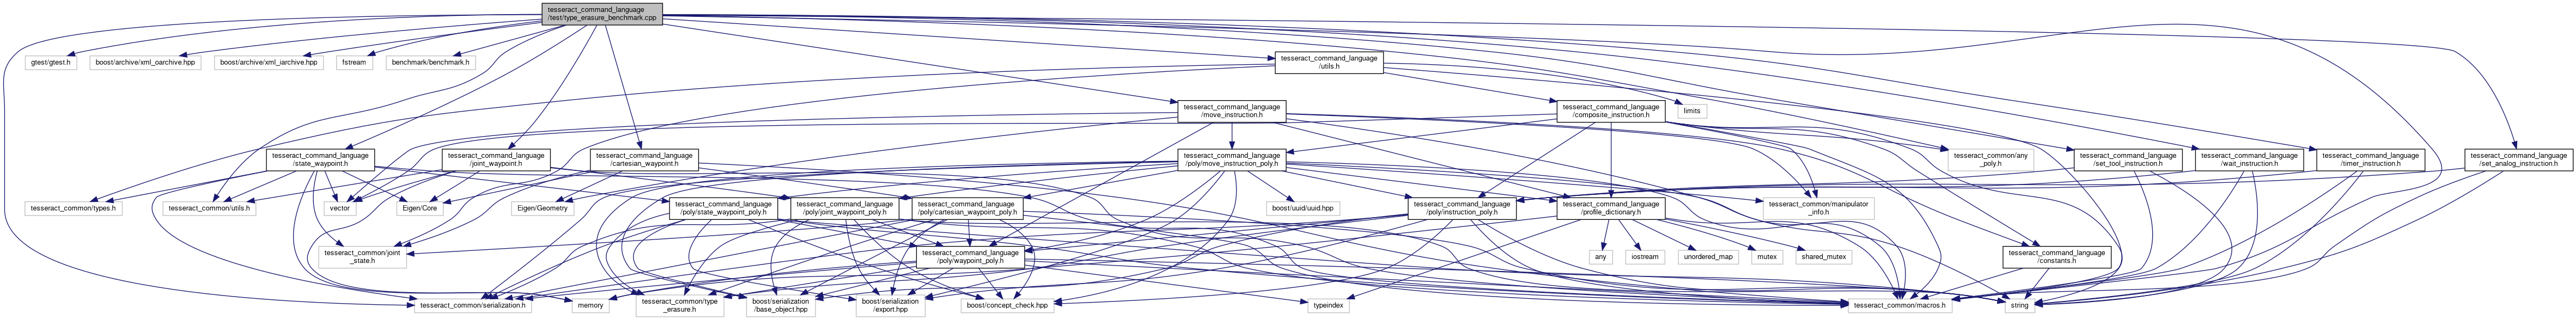 tesseract_command_language
/test/type_erasure_benchmark.cpp
gtest/gtest.h
boost/archive/xml_oarchive.hpp
boost/archive/xml_iarchive.hpp
fstream
benchmark/benchmark.h
tesseract_command_language
/utils.h
tesseract_command_language
/move_instruction.h
tesseract_command_language
/composite_instruction.h
limits
tesseract_command_language
/state_waypoint.h
tesseract_command_language
/joint_waypoint.h
tesseract_command_language
/cartesian_waypoint.h
tesseract_command_language
/poly/move_instruction_poly.h
tesseract_common/any
_poly.h
tesseract_command_language
/set_tool_instruction.h
tesseract_command_language
/wait_instruction.h
tesseract_command_language
/timer_instruction.h
tesseract_command_language
/set_analog_instruction.h
tesseract_common/types.h
tesseract_common/utils.h
vector
Eigen/Core
Eigen/Geometry
tesseract_command_language
/poly/state_waypoint_poly.h
tesseract_command_language
/poly/joint_waypoint_poly.h
tesseract_command_language
/poly/cartesian_waypoint_poly.h
boost/uuid/uuid.hpp
tesseract_command_language
/poly/instruction_poly.h
tesseract_command_language
/profile_dictionary.h
tesseract_common/manipulator
_info.h
tesseract_common/joint
_state.h
tesseract_command_language
/poly/waypoint_poly.h
any
iostream
unordered_map
mutex
shared_mutex
tesseract_command_language
/constants.h
tesseract_common/serialization.h
memory
tesseract_common/type
_erasure.h
boost/serialization
/base_object.hpp
boost/serialization
/export.hpp
boost/concept_check.hpp
typeindex
tesseract_common/macros.h
string